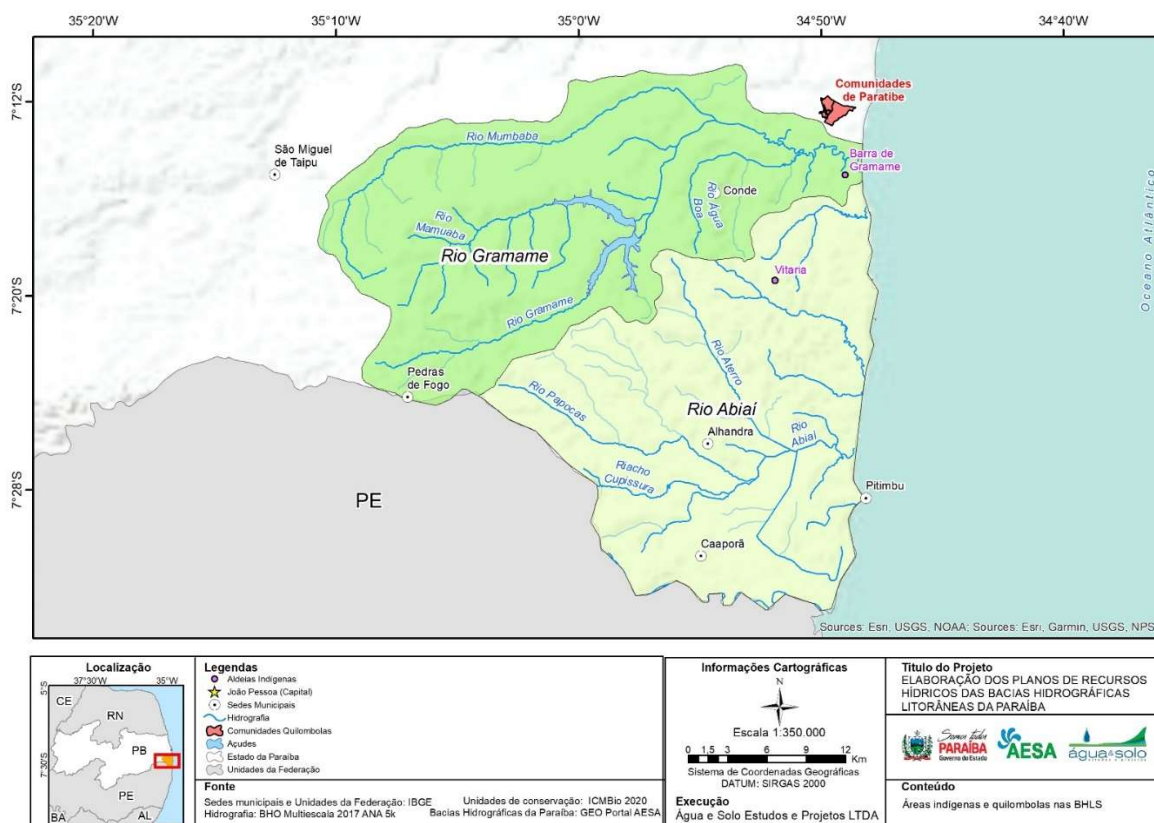 35°20'W
35°10'W
35°0'W
34°50'W
34°40'W
7°12'S
7°20'S
7°28'S
Comunidades
de Paratibe
Rio Mumbaba
São Miguel
de Taipu
Barra de
Gramame
Conde
Rio Água
Boa
Rio
Mamuaba
Rio Gramame
Vitaria
Rio Gramame
Oceano Atlântico
Pedras
de Fogo
Rio Aterro
Rio Papocas
Rio Abiaí
Alhandra
Rio
Abiaí
Riacho
Cupissura
Pitimbu
PE
Caaporã
Sources: Esri, USGS, NOAA; Sources: Esri, Garmin, USGS, NPS
Localização
37°30'W 35°W
5°S
7°30'S
CE
RN
PB
PE
BA
AL
Legendas
Aldeias Indígenas
João Pessoa (Capital)
Sedes Municipais
Hidrografia
Comunidades Quilombolas
Açudes
Estado da Paraíba
Unidades da Federação
Fonte
Sedes municipais e Unidades da Federação: IBGE
Hidrografia: BHO Multiescala 2017 ANA 5k
Unidades de conservação: ICMBio 2020
Bacias Hidrográficas da Paraíba: GEO Portal AESA
Informações Cartográficas
N
Escala 1:350.000
0 1,5 3 6 9 12
Km
Sistema de Coordenadas Geográficas
DATUM: SIRGAS 2000
Execução
Água e Solo Estudos e Projetos LTDA
Titulo do Projeto
ELABORAÇÃO DOS PLANOS DE RECURSOS
HÍDRICOS DAS BACIAS HIDROGRÁFICAS
LITORÂNEAS DA PARAÍBA
Somos todos
PARAÍBA
Governo do Estado
AESA
água&solo
Conteúdo
Áreas indígenas e quilombolas nas BHLS